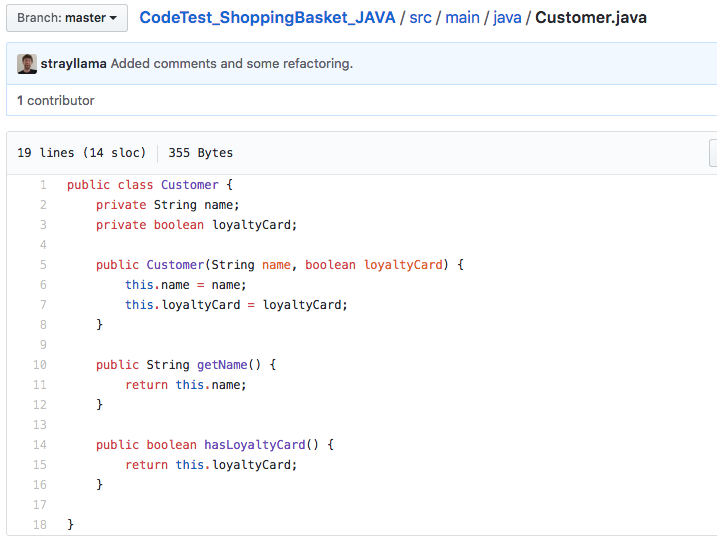 Branch: master CodeTest_ShoppingBasket_JAVA / src / main / java / Customer.java
strayllama Added comments and some refactoring.
1 contributor
19 lines (14 sloc) 355 Bytes
1 public class Customer {
2     private String name;
3     private boolean loyaltyCard;
4
5     public Customer(String name, boolean loyaltyCard) {
6         this.name = name;
7         this.loyaltyCard = loyaltyCard;
8     }
9
10     public String getName() {
11         return this.name;
12     }
13
14     public boolean hasLoyaltyCard() {
15         return this.loyaltyCard;
16     }
17
18 }